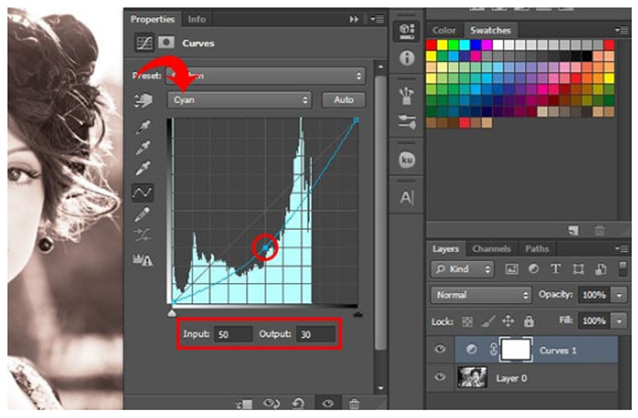 Properties Info
Curves
Preset:
Cyan Auto
Input: 50 Output: 30
ku
A
Color Swatches
Layers Channels Paths
Kind T
Normal Opacity: 100%
Lock: Fill: 100%
Curves 1
Layer 0